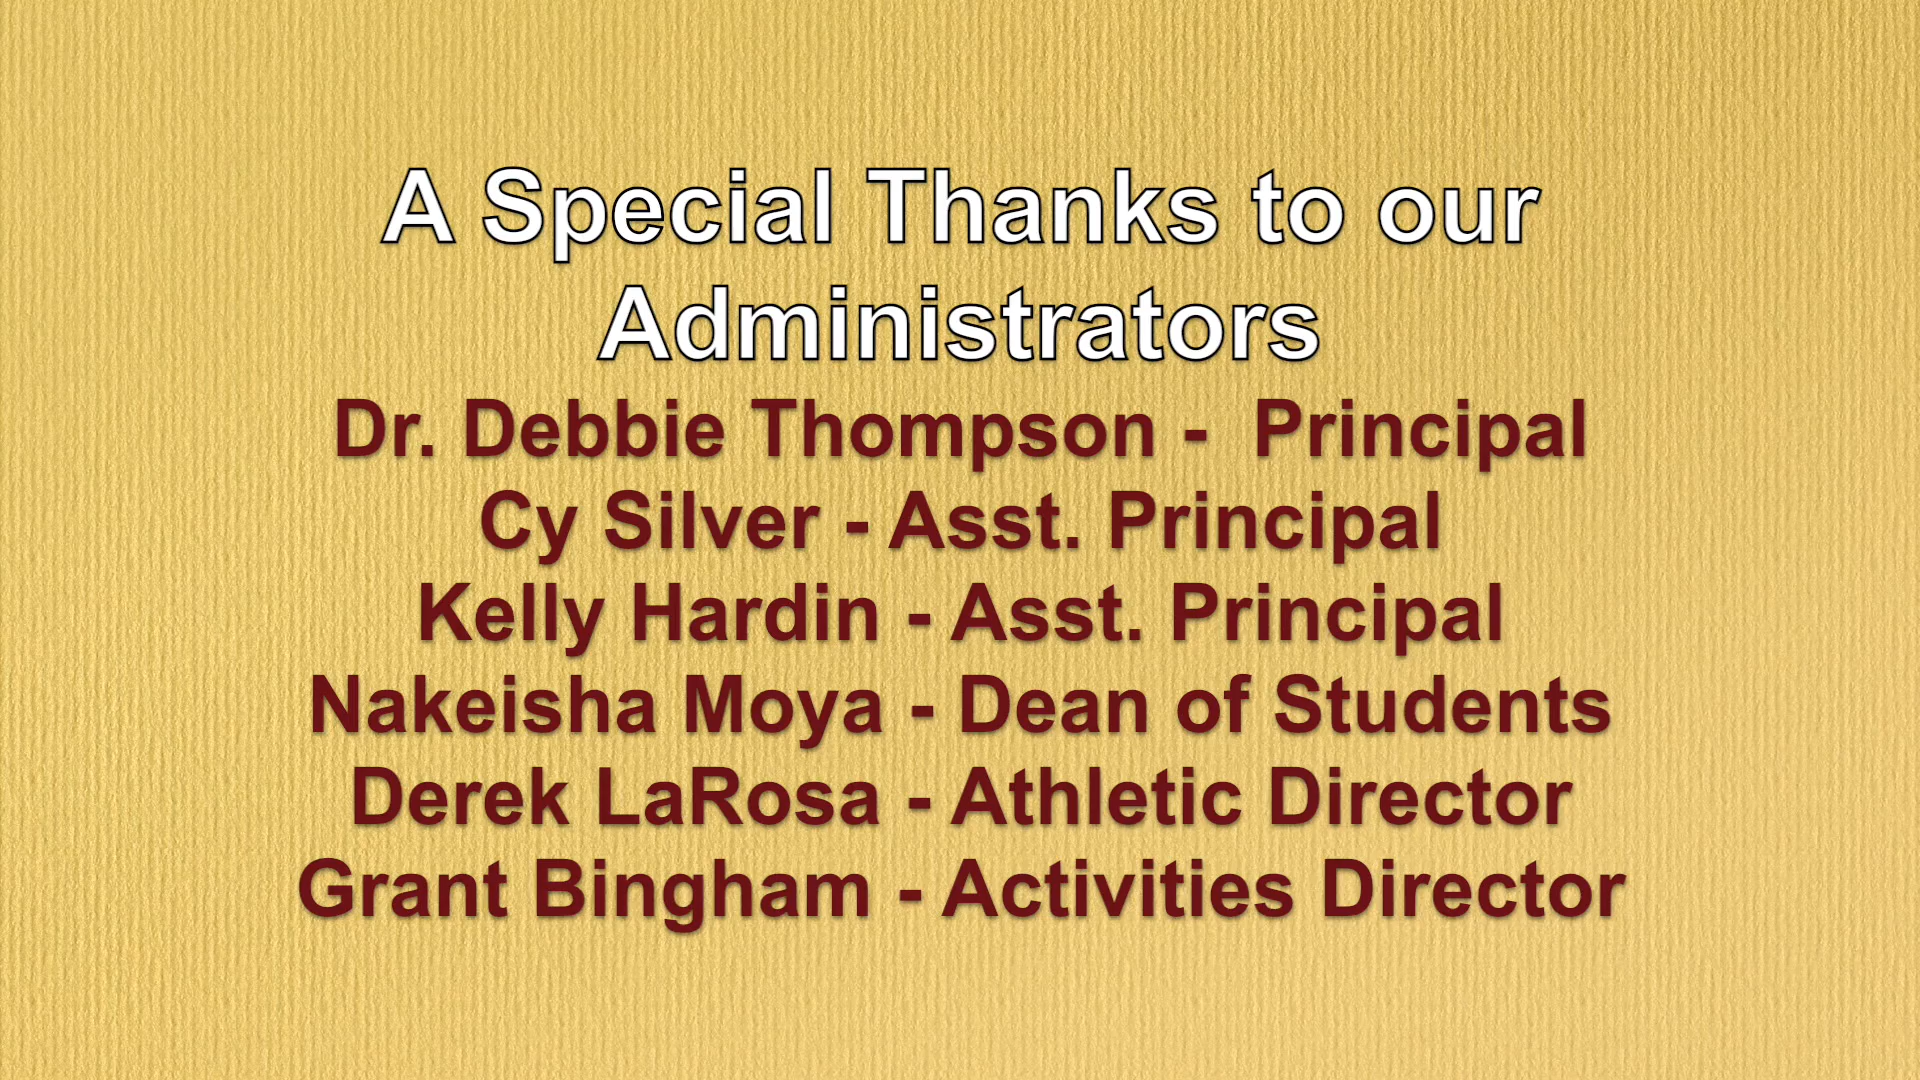 A Special Thanks to our
Administrators
Dr. Debbie Thompson -  Principal
Cy Silver - Asst. Principal
Kelly Hardin - Asst. Principal
Nakeisha Moya - Dean of Students
Derek LaRosa - Athletic Director
Grant Bingham - Activities Director